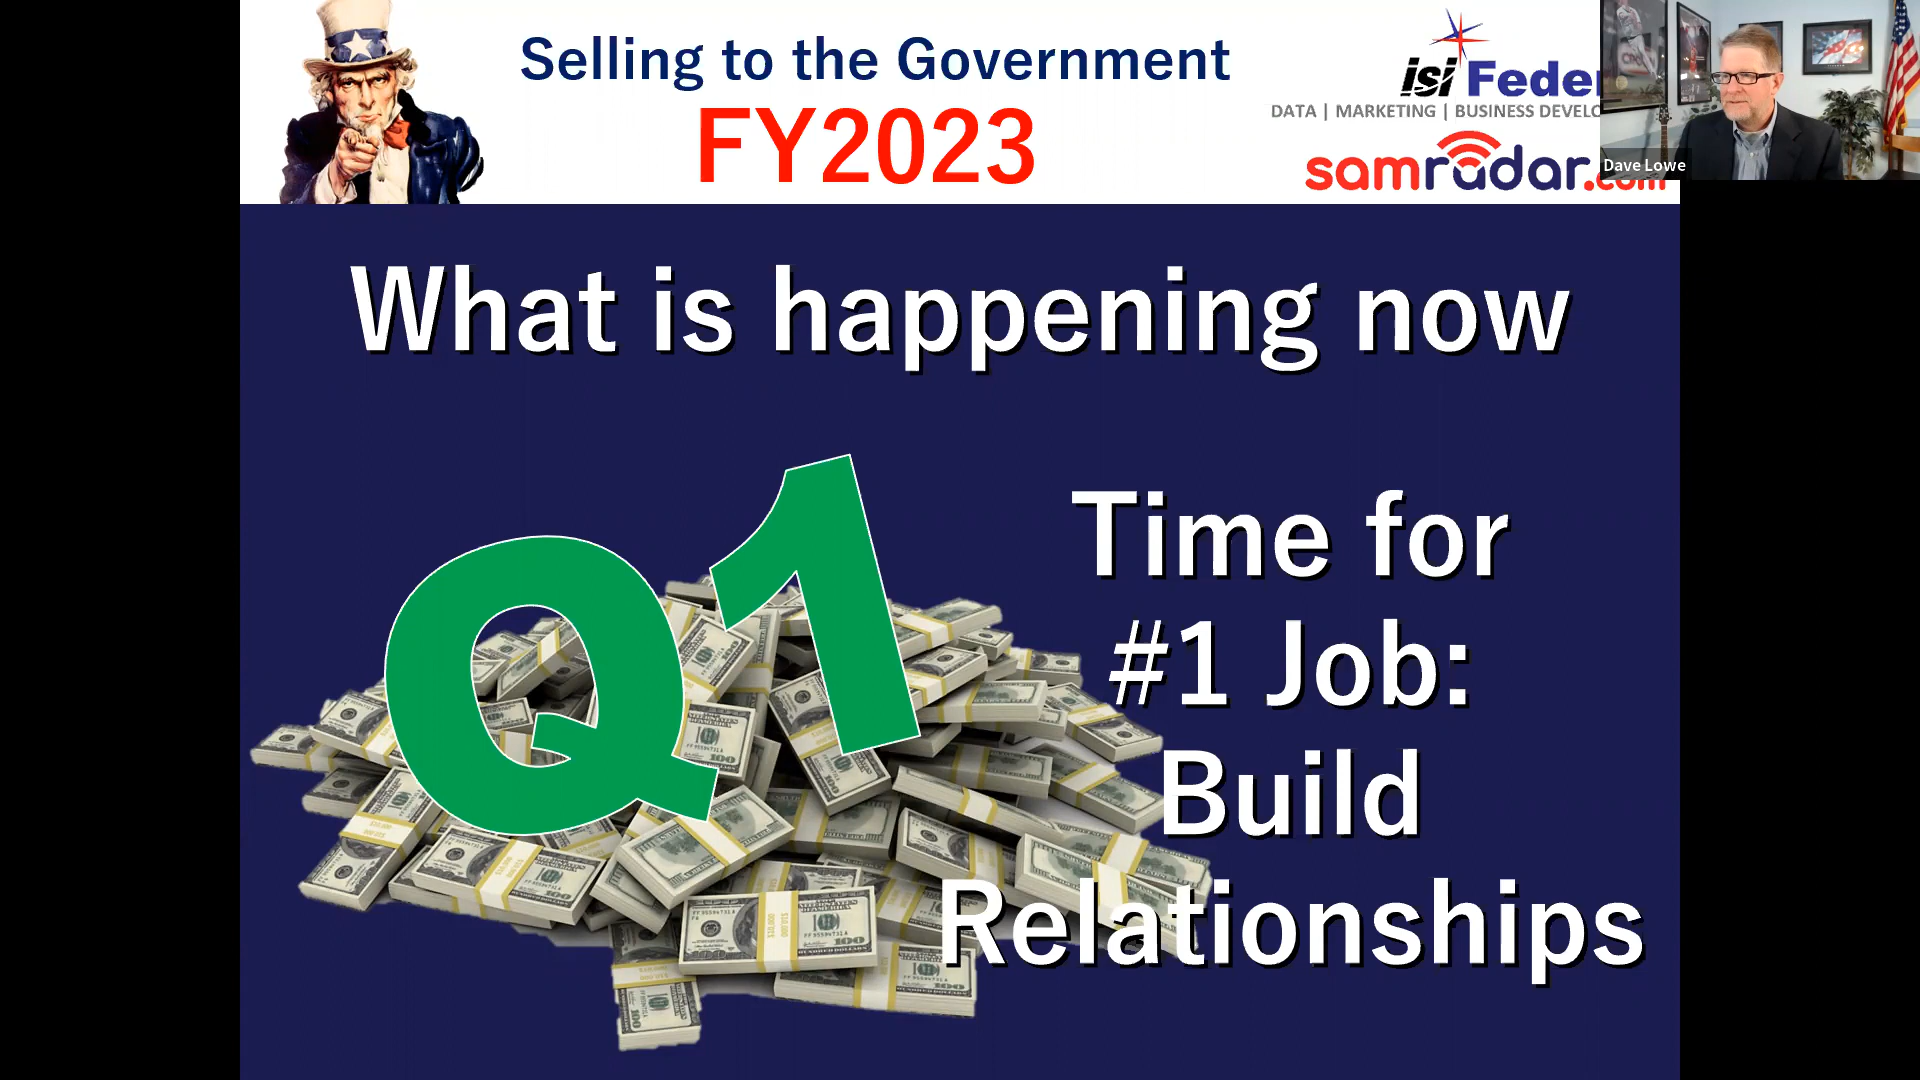 Selling to the Government
FY2023
isi Feder
DATA | MARKETING | BUSINESS DEVELO
samradar.com
Dave Lowe
What is happening now
Q1
Time for
#1 Job:
Build
Relationships